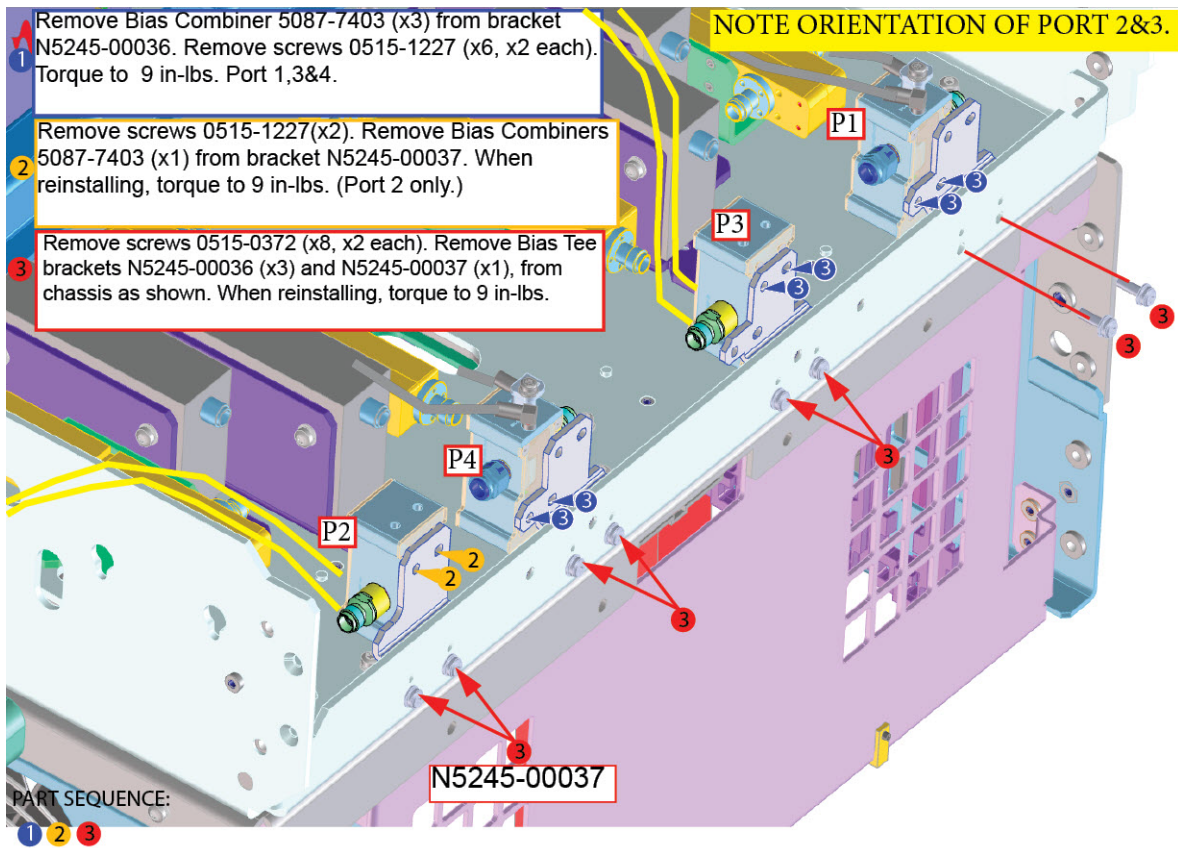 Remove Bias Combiner 5087-7403 (x3) from bracket
N5245-00036. Remove screws 0515-1227 (x6, x2 each).
Torque to  9 in-lbs. Port 1,3&4.
1
NOTE ORIENTATION OF PORT 2&3.
Remove screws 0515-1227(x2). Remove Bias Combiners
5087-7403 (x1) from bracket N5245-00037. When
reinstalling, torque to 9 in-lbs. (Port 2 only.)
2
Remove screws 0515-0372 (x8, x2 each). Remove Bias Tee
brackets N5245-00036 (x3) and N5245-00037 (x1), from
chassis as shown. When reinstalling, torque to 9 in-lbs.
3
P1
3
3
P3
3
3
3
3
3
P4
3
3
P2
2
2
3
3
N5245-00037
PART SEQUENCE:
1 2 3